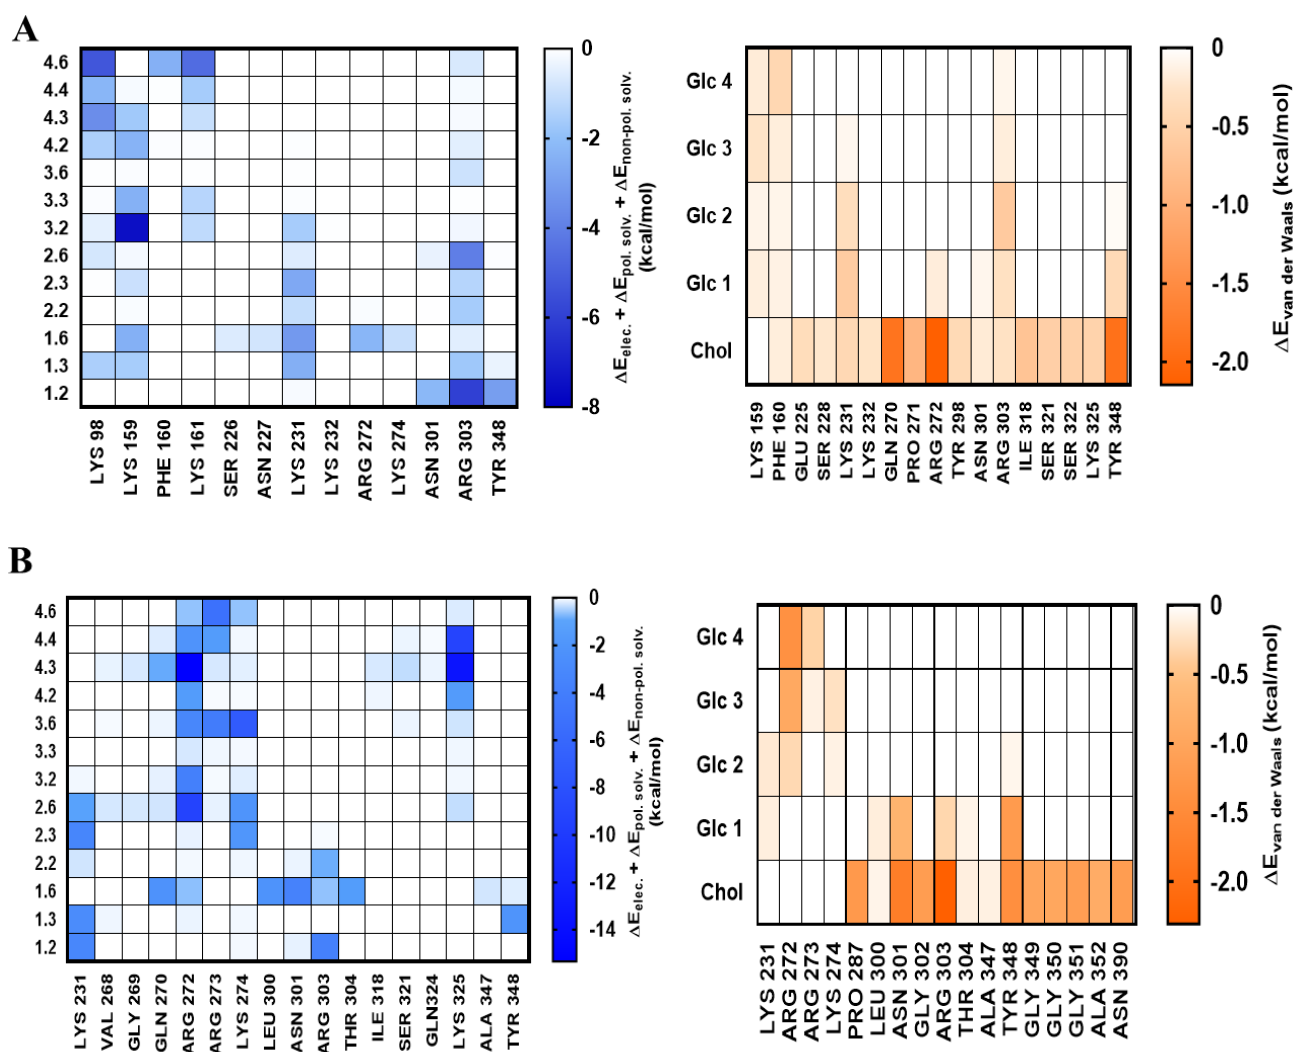 A
4.6
4.4
4.3
4.2
3.6
3.3
3.2
2.6
2.3
2.2
1.6
1.3
1.2
LYS 98
LYS 159
PHE 160
LYS 161
SER 226
ASN 227
LYS 231
LYS 232
ARG 272
LYS 274
ASN 301
ARG 303
TYR 348
0
-2
-4
-6
-8
ΔEelec. + ΔEpol. solv. + ΔEnon-pol. solv.
(kcal/mol)
Glc 4
Glc 3
Glc 2
Glc 1
Chol
LYS 159
PHE 160
GLU 225
SER 228
LYS 231
LYS 232
GLN 270
PRO 271
ARG 272
TYR 298
ASN 301
ARG 303
ILE 318
SER 321
SER 322
LYS 325
TYR 348
0
-0.5
-1.0
-1.5
-2.0
ΔEvan der Waals (kcal/mol)
B
4.6
4.4
4.3
4.2
3.6
3.3
3.2
2.6
2.3
2.2
1.6
1.3
1.2
LYS 231
VAL 268
GLY 269
GLN 270
ARG 272
ARG 273
LYS 274
LEU 300
ASN 301
ARG 303
THR 304
ILE 318
SER 321
GLN324
LYS 325
ALA 347
TYR 348
0
-2
-4
-6
-8
-10
-12
-14
ΔEelec. + ΔEpol. solv. + ΔEnon-pol. solv.
(kcal/mol)
Glc 4
Glc 3
Glc 2
Glc 1
Chol
LYS 231
ARG 272
ARG 273
LYS 274
PRO 287
LEU 300
ASN 301
GLY 302
ARG 303
THR 304
ALA 347
TYR 348
GLY 349
GLY 350
GLY 351
ALA 352
ASN 390
0
-0.5
-1.0
-1.5
-2.0
ΔEvan der Waals (kcal/mol)